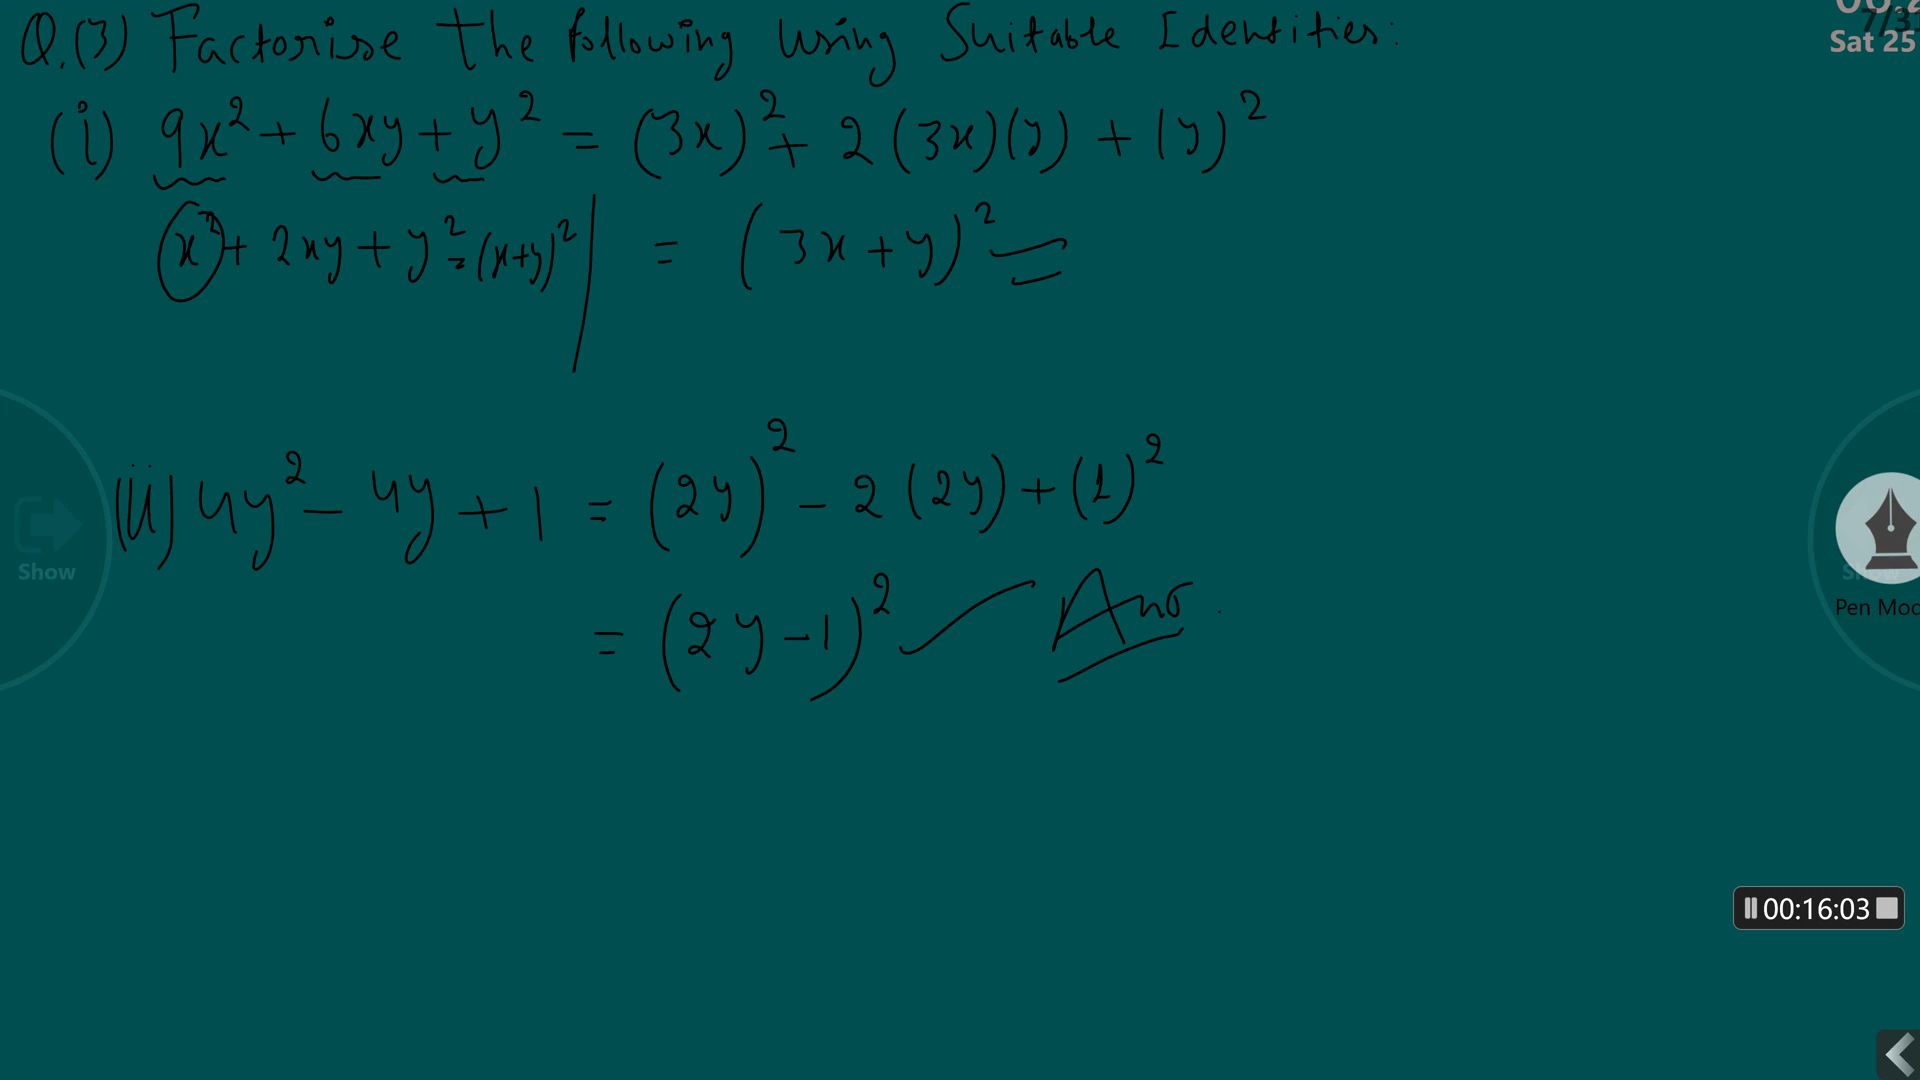 Q.(3) Factorise the following using Suitable Identities:
(i) 9x² + 6xy + y² = (3x)² + 2(3x)(y) + (y)²
x² + 2xy + y² = (x+y)² = (3x + y)²
(ii) 4y² - 4y + 1 = (2y)² - 2(2y) + (1)²
= (2y - 1)² Ans.
7/3
Sat 25
Show
Pen Mod
00:16:03